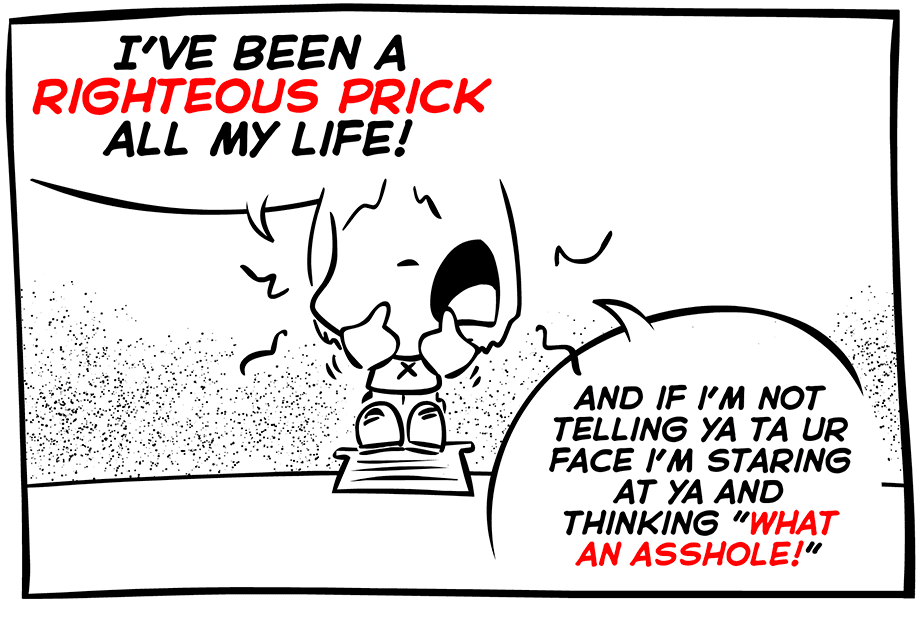 I'VE BEEN A
RIGHTEOUS PRICK
ALL MY LIFE!
AND IF I'M NOT
TELLING YA TA UR
FACE I'M STARING
AT YA AND
THINKING "WHAT
AN ASSHOLE!"